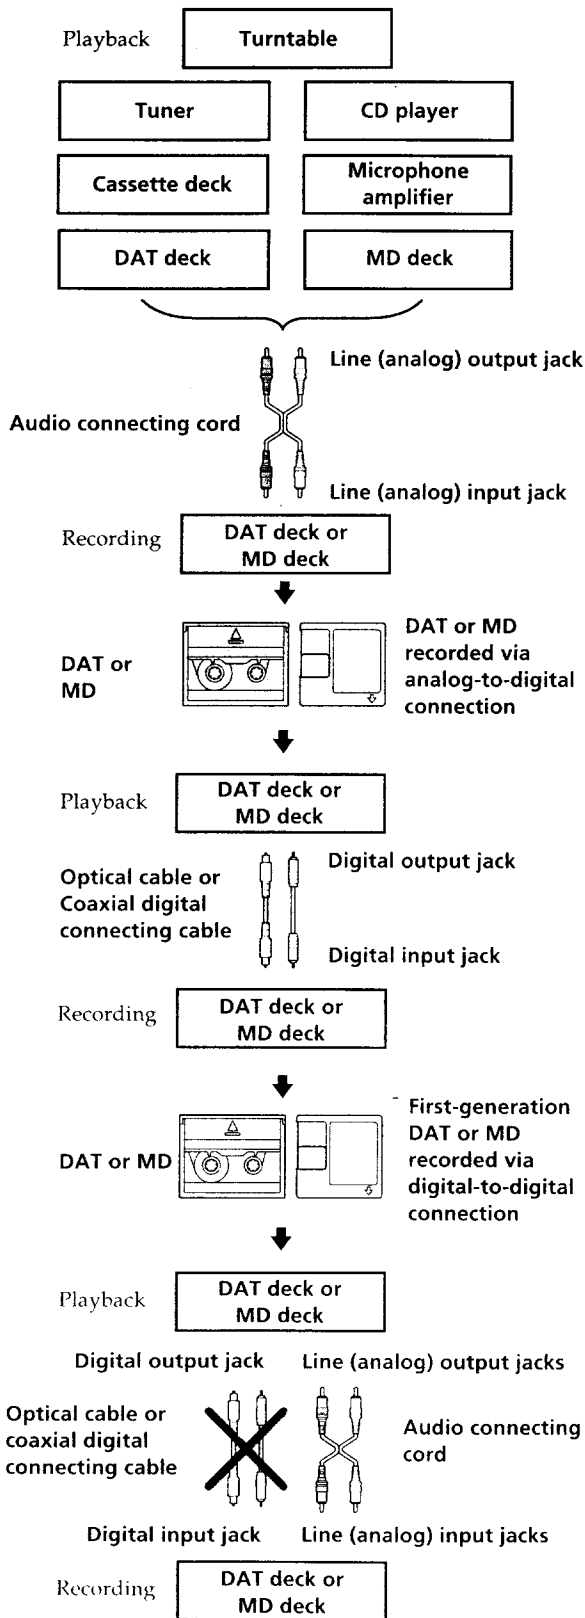 Playback
Turntable
Tuner
CD player
Cassette deck
Microphone
amplifier
DAT deck
MD deck
Line (analog) output jack
Audio connecting cord
Line (analog) input jack
Recording
DAT deck or
MD deck
DAT or
MD
DAT or MD
recorded via
analog-to-digital
connection
Playback
DAT deck or
MD deck
Optical cable or
Coaxial digital
connecting cable
Digital output jack
Digital input jack
Recording
DAT deck or
MD deck
DAT or MD
First-generation
DAT or MD
recorded via
digital-to-digital
connection
Playback
DAT deck or
MD deck
Digital output jack
Line (analog) output jacks
Optical cable or
coaxial digital
connecting cable
Audio connecting
cord
Digital input jack
Line (analog) input jacks
Recording
DAT deck or
MD deck